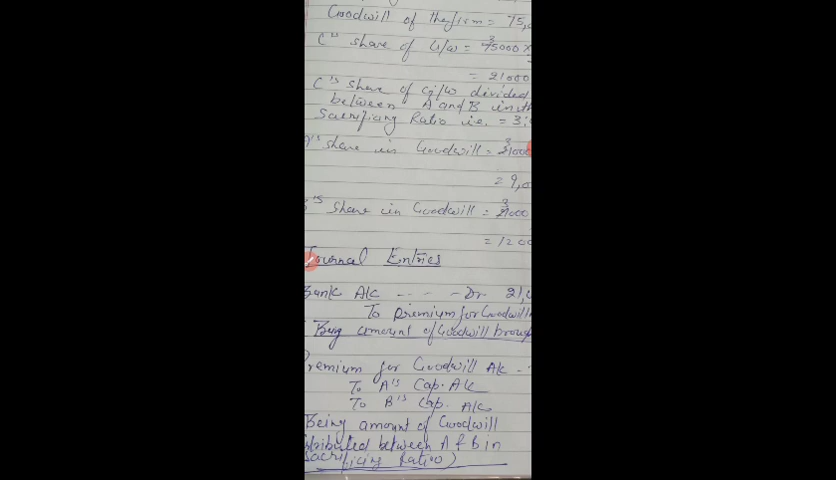 Goodwill of the firm = 75,
C's share of G/w = 75000 ×
= 21000
C's share of G/w divided
between A and B in th
Sacrificing Ratio i.e. = 3:
share in Goodwill = 21000
= 9,0
's share in Goodwill = 21000
= 1200
Journal Entries
Bank A/c - - - - Dr 21,
To Premium for Goodwill
Being amount of Goodwill broug
Premium for Goodwill A/c -
To A's Cap. A/c
To B's Cap. A/c
Being amount of Goodwill
stributed between A & B in
Sacrificing Ratio)